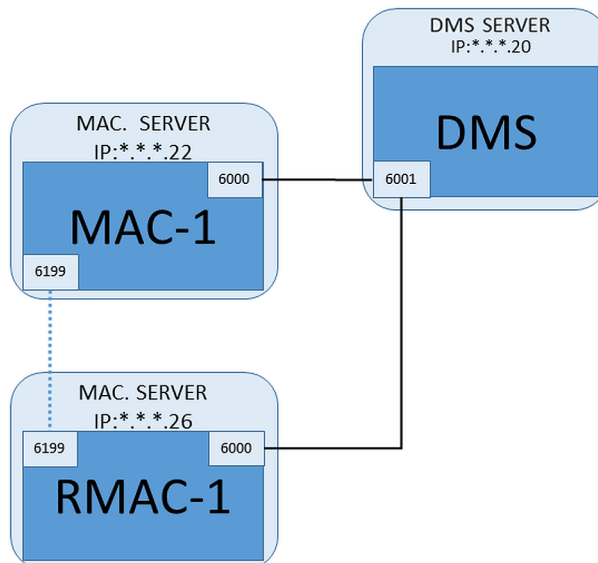 DMS SERVER
IP:*.*.*.20
DMS
6001
MAC. SERVER
IP:*.*.*.22
6000
MAC-1
6199
MAC. SERVER
IP:*.*.*.26
6199
6000
RMAC-1